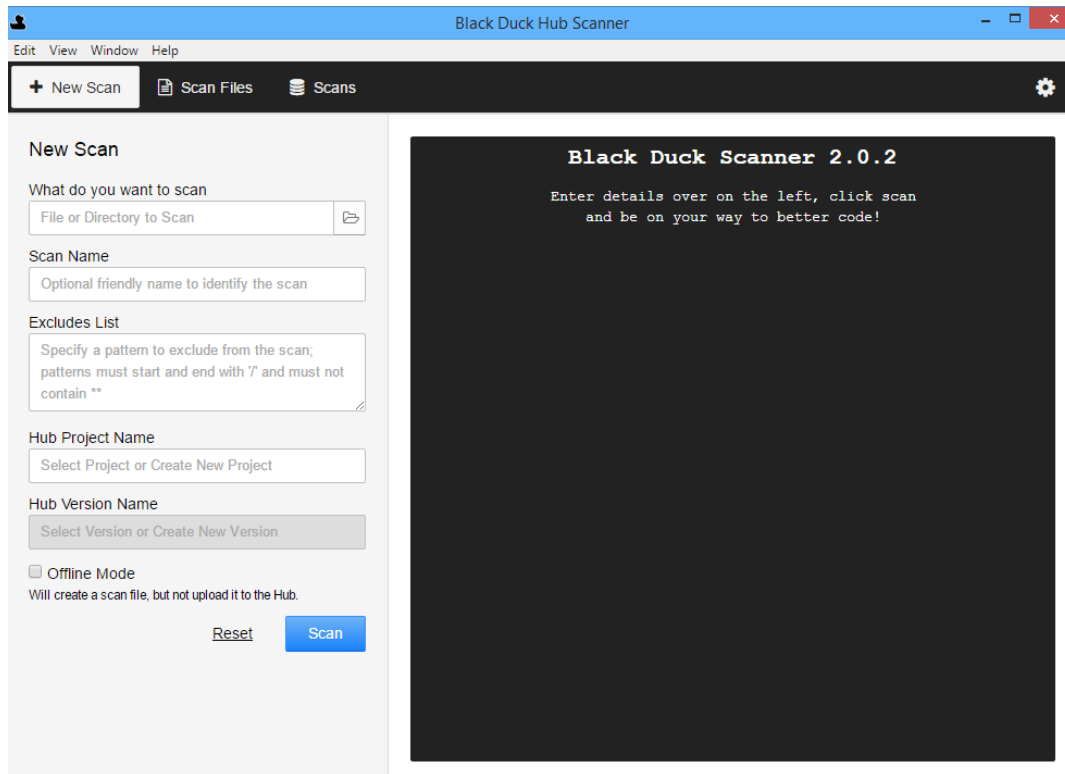 Black Duck Hub Scanner
Edit View Window Help
New Scan Scan Files Scans
New Scan
What do you want to scan
File or Directory to Scan
Scan Name
Optional friendly name to identify the scan
Excludes List
Specify a pattern to exclude from the scan;
patterns must start and end with '/' and must not
contain **
Hub Project Name
Select Project or Create New Project
Hub Version Name
Select Version or Create New Version
Offline Mode
Will create a scan file, but not upload it to the Hub.
Reset Scan
Black Duck Scanner 2.0.2
Enter details over on the left, click scan
and be on your way to better code!